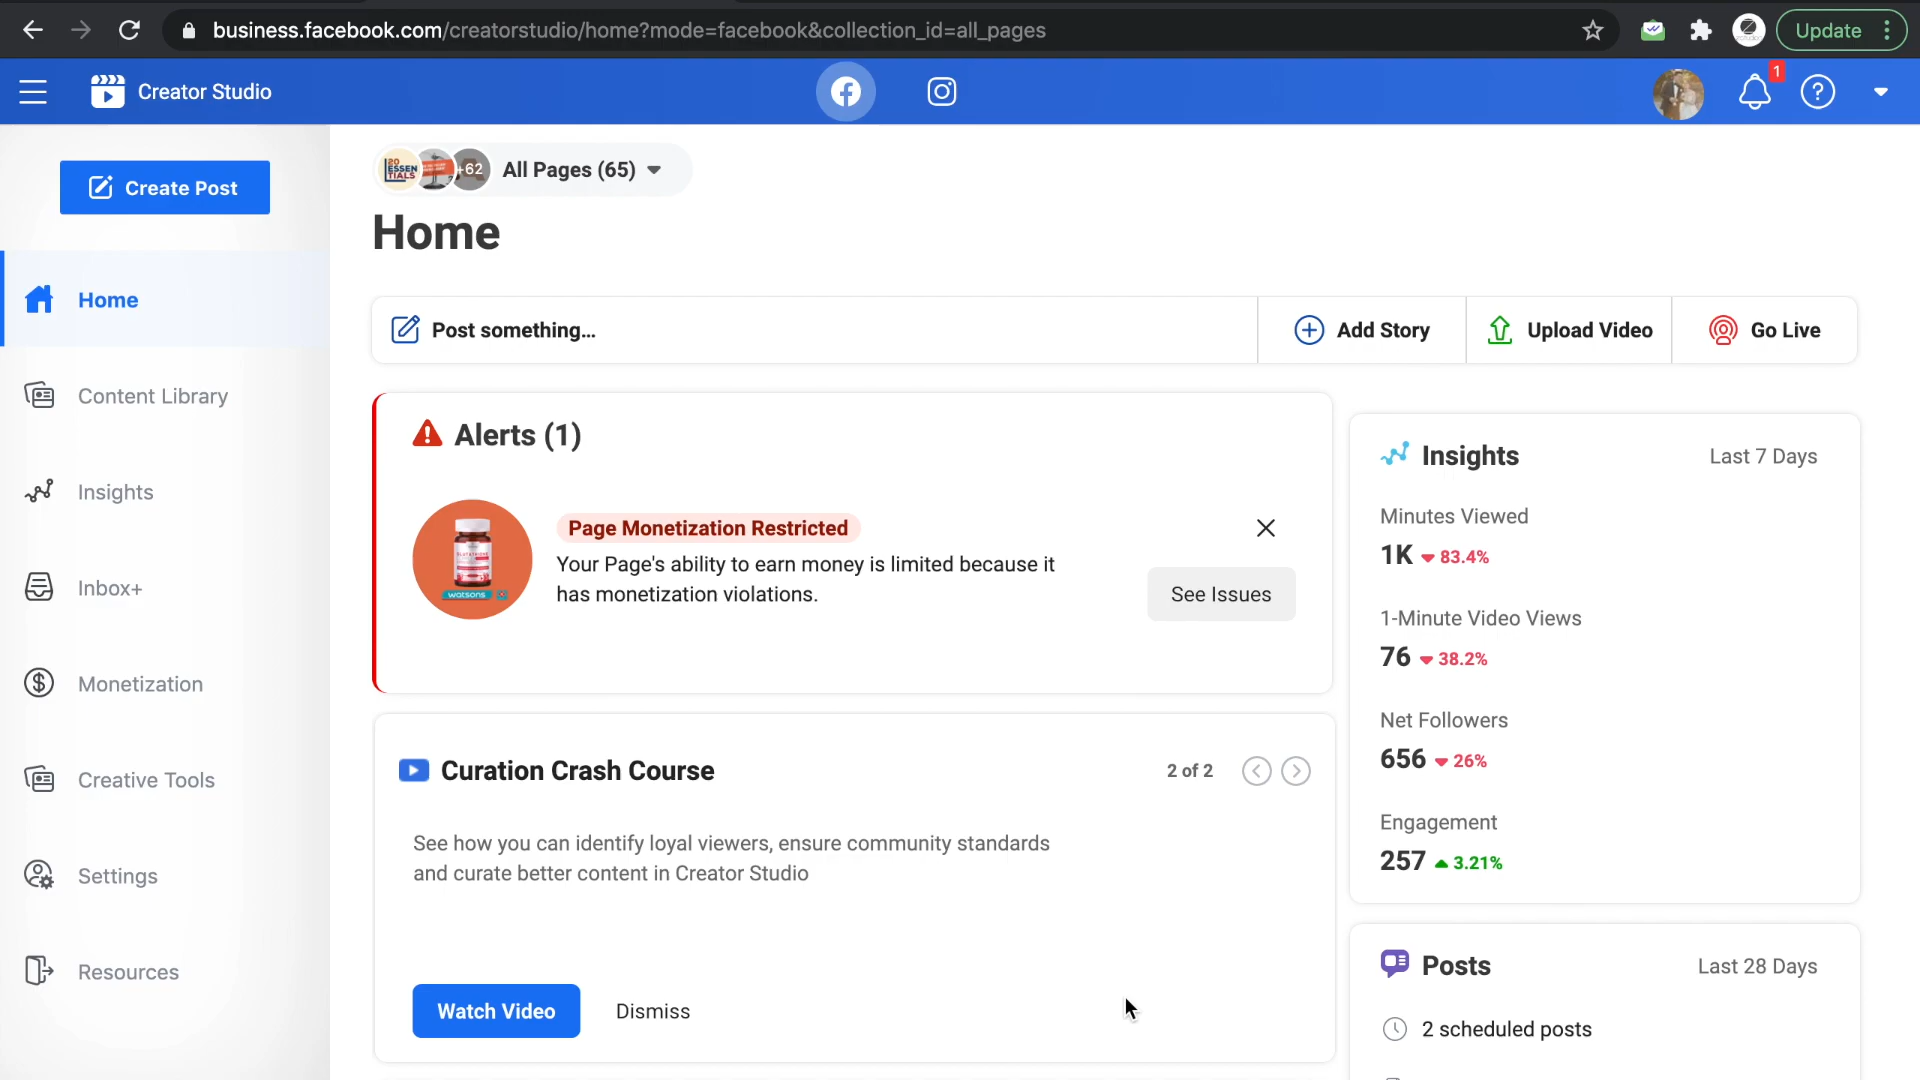 business.facebook.com/creatorstudio/home?mode=facebook&collection_id=all_pages
Update
Creator Studio
1
Create Post
Home
Content Library
Insights
Inbox+
Monetization
Creative Tools
Settings
Resources
20
ESSEN
TIALS
+62
All Pages (65)
Home
Post something...
Add Story
Upload Video
Go Live
Alerts (1)
watsons
Page Monetization Restricted
Your Page's ability to earn money is limited because it
has monetization violations.
See Issues
Curation Crash Course
2 of 2
See how you can identify loyal viewers, ensure community standards
and curate better content in Creator Studio
Watch Video
Dismiss
Insights
Last 7 Days
Minutes Viewed
1K 83.4%
1-Minute Video Views
76 38.2%
Net Followers
656 26%
Engagement
257 3.21%
Posts
Last 28 Days
2 scheduled posts